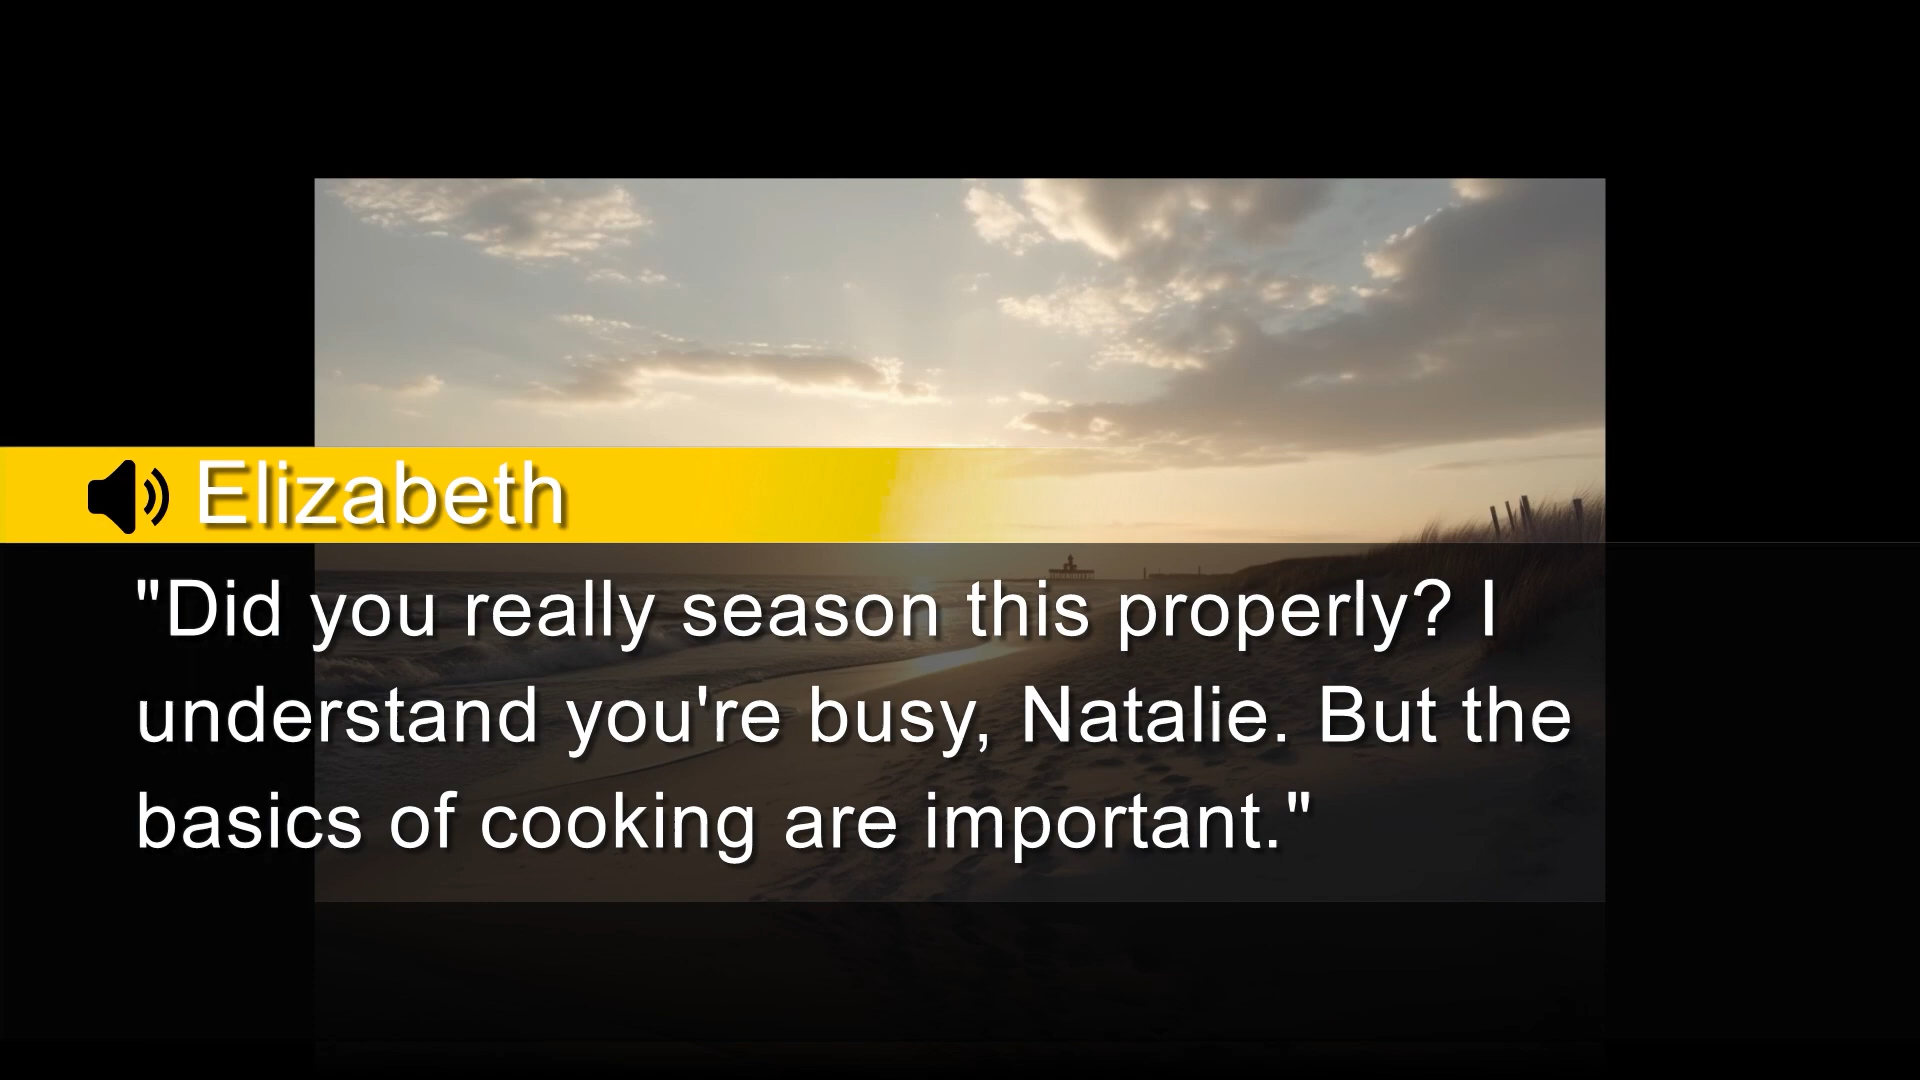 Elizabeth
"Did you really season this properly? I
understand you're busy, Natalie. But the
basics of cooking are important."